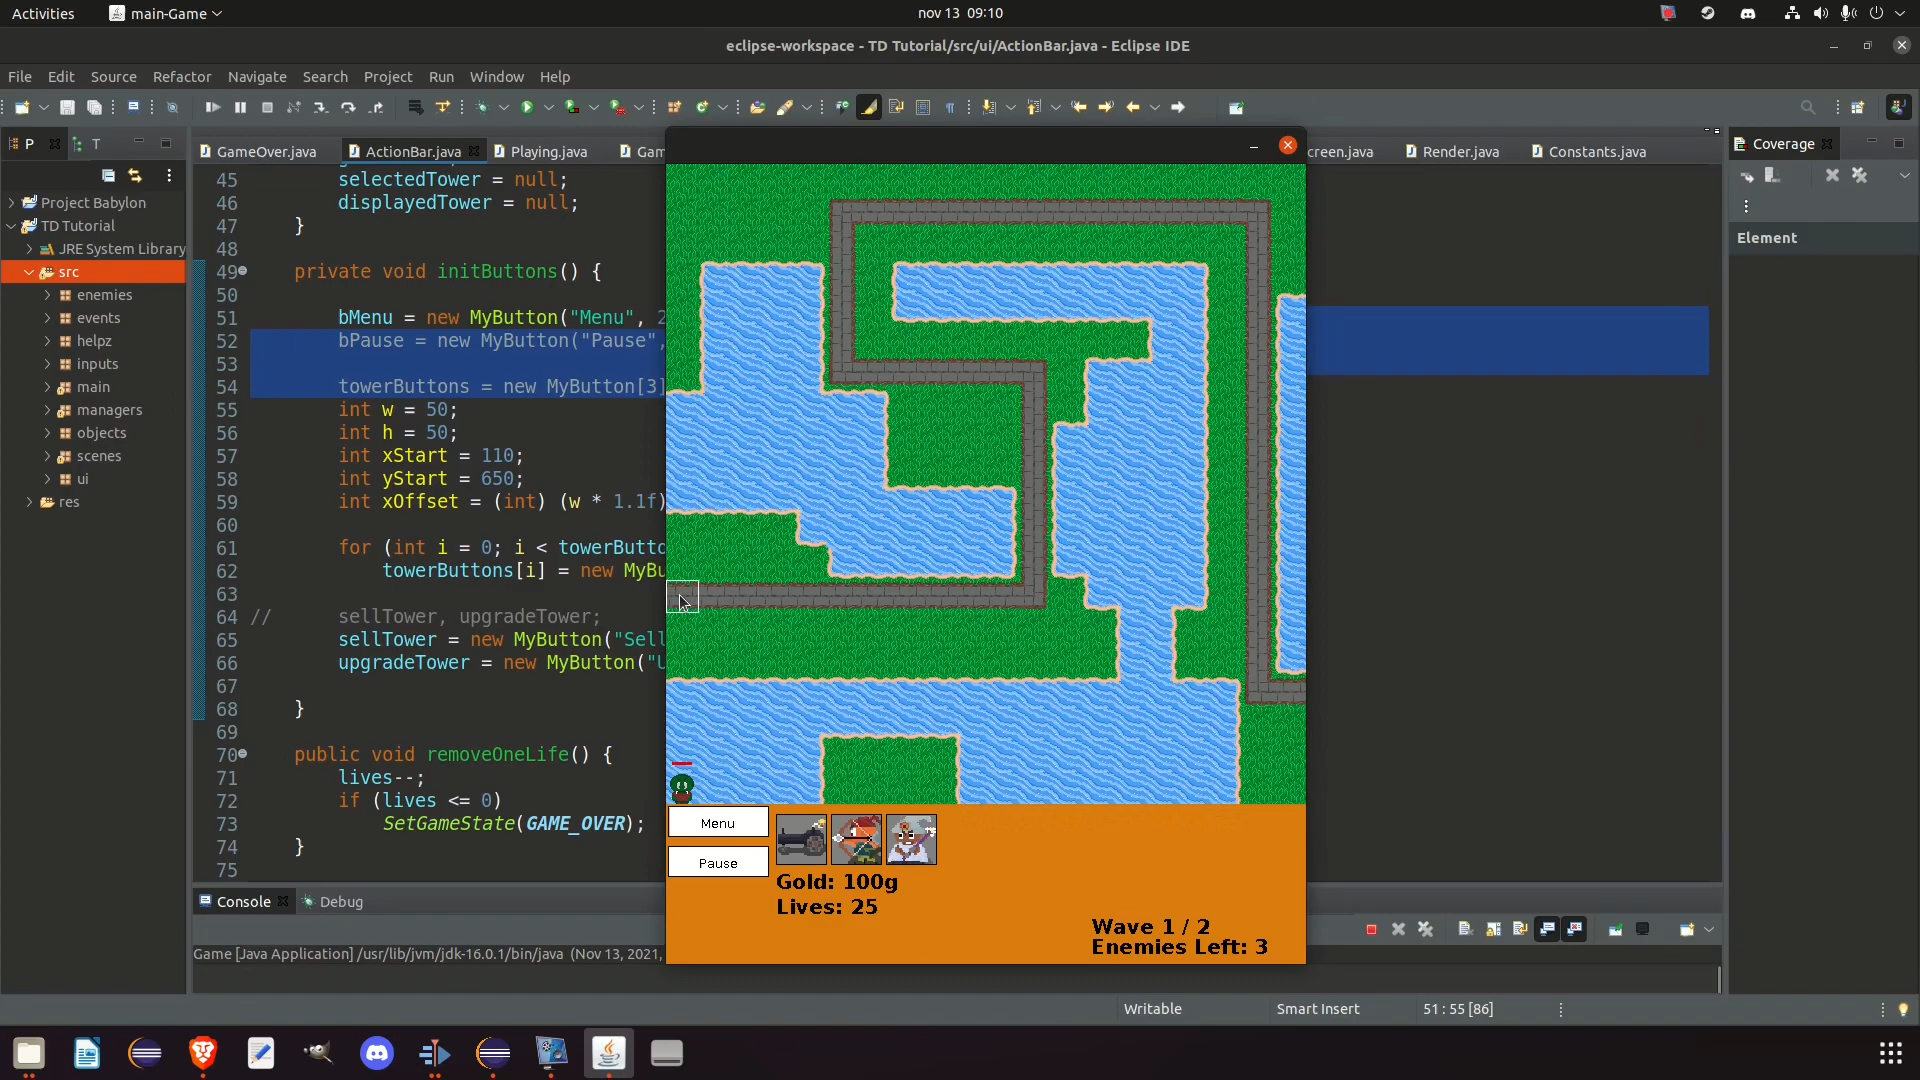 Activities
main-Game
nov 13 09:10
eclipse-workspace - TD Tutorial/src/ui/ActionBar.java - Eclipse IDE
File Edit Source Refactor Navigate Search Project Run Window Help
P
T
GameOver.java
ActionBar.java
Playing.java
Gam
creen.java
Render.java
Constants.java
Coverage
Element
Project Babylon
TD Tutorial
JRE System Library
src
enemies
events
helpz
inputs
main
managers
objects
scenes
ui
res
45 selectedTower = null;
46 displayedTower = null;
47 }
48
49 private void initButtons() {
50
51 bMenu = new MyButton("Menu", 2
52 bPause = new MyButton("Pause",
53
54 towerButtons = new MyButton[3]
55 int w = 50;
56 int h = 50;
57 int xStart = 110;
58 int yStart = 650;
59 int xOffset = (int) (w * 1.1f)
60
61 for (int i = 0; i < towerButto
62 towerButtons[i] = new MyBu
63
64 // sellTower, upgradeTower;
65 sellTower = new MyButton("Sell
66 upgradeTower = new MyButton("U
67
68 }
69
70 public void removeOneLife() {
71 lives--;
72 if (lives <= 0)
73 SetGameState(GAME_OVER);
74 }
75
Menu
Pause
Gold: 100g
Lives: 25
Wave 1 / 2
Enemies Left: 3
Console
Debug
Game [Java Application] /usr/lib/jvm/jdk-16.0.1/bin/java (Nov 13, 2021,
Writable
Smart Insert
51 : 55 [86]